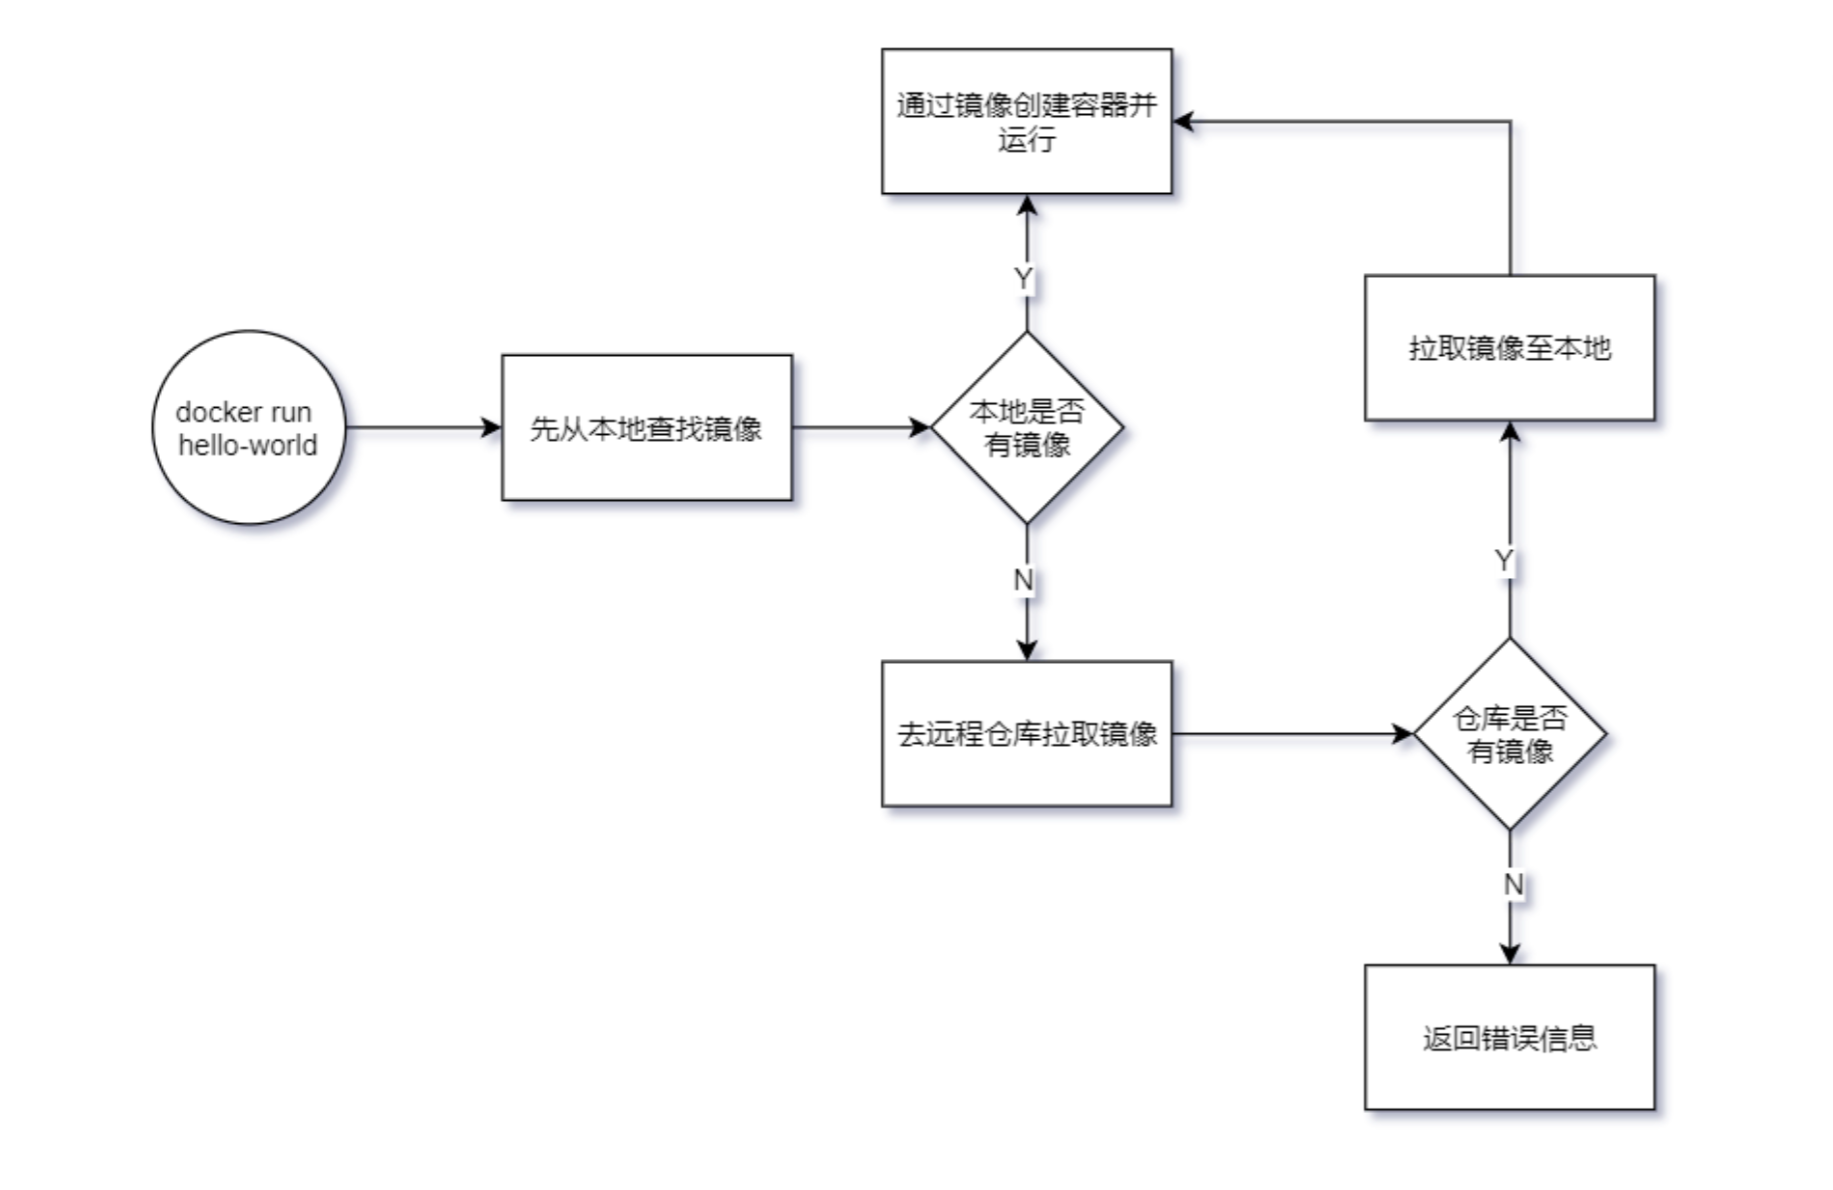 通过镜像创建容器并
运行
Y
拉取镜像至本地
docker run
hello-world
先从本地查找镜像
本地是否
有镜像
Y
N
去远程仓库拉取镜像
仓库是否
有镜像
N
返回错误信息